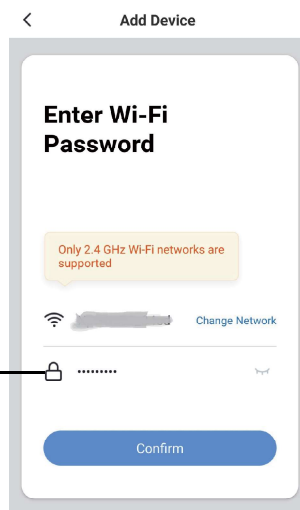 Add Device
Enter Wi-Fi
Password
Only 2.4 GHz Wi-Fi networks are
supported
Change Network
•••••••••
Confirm